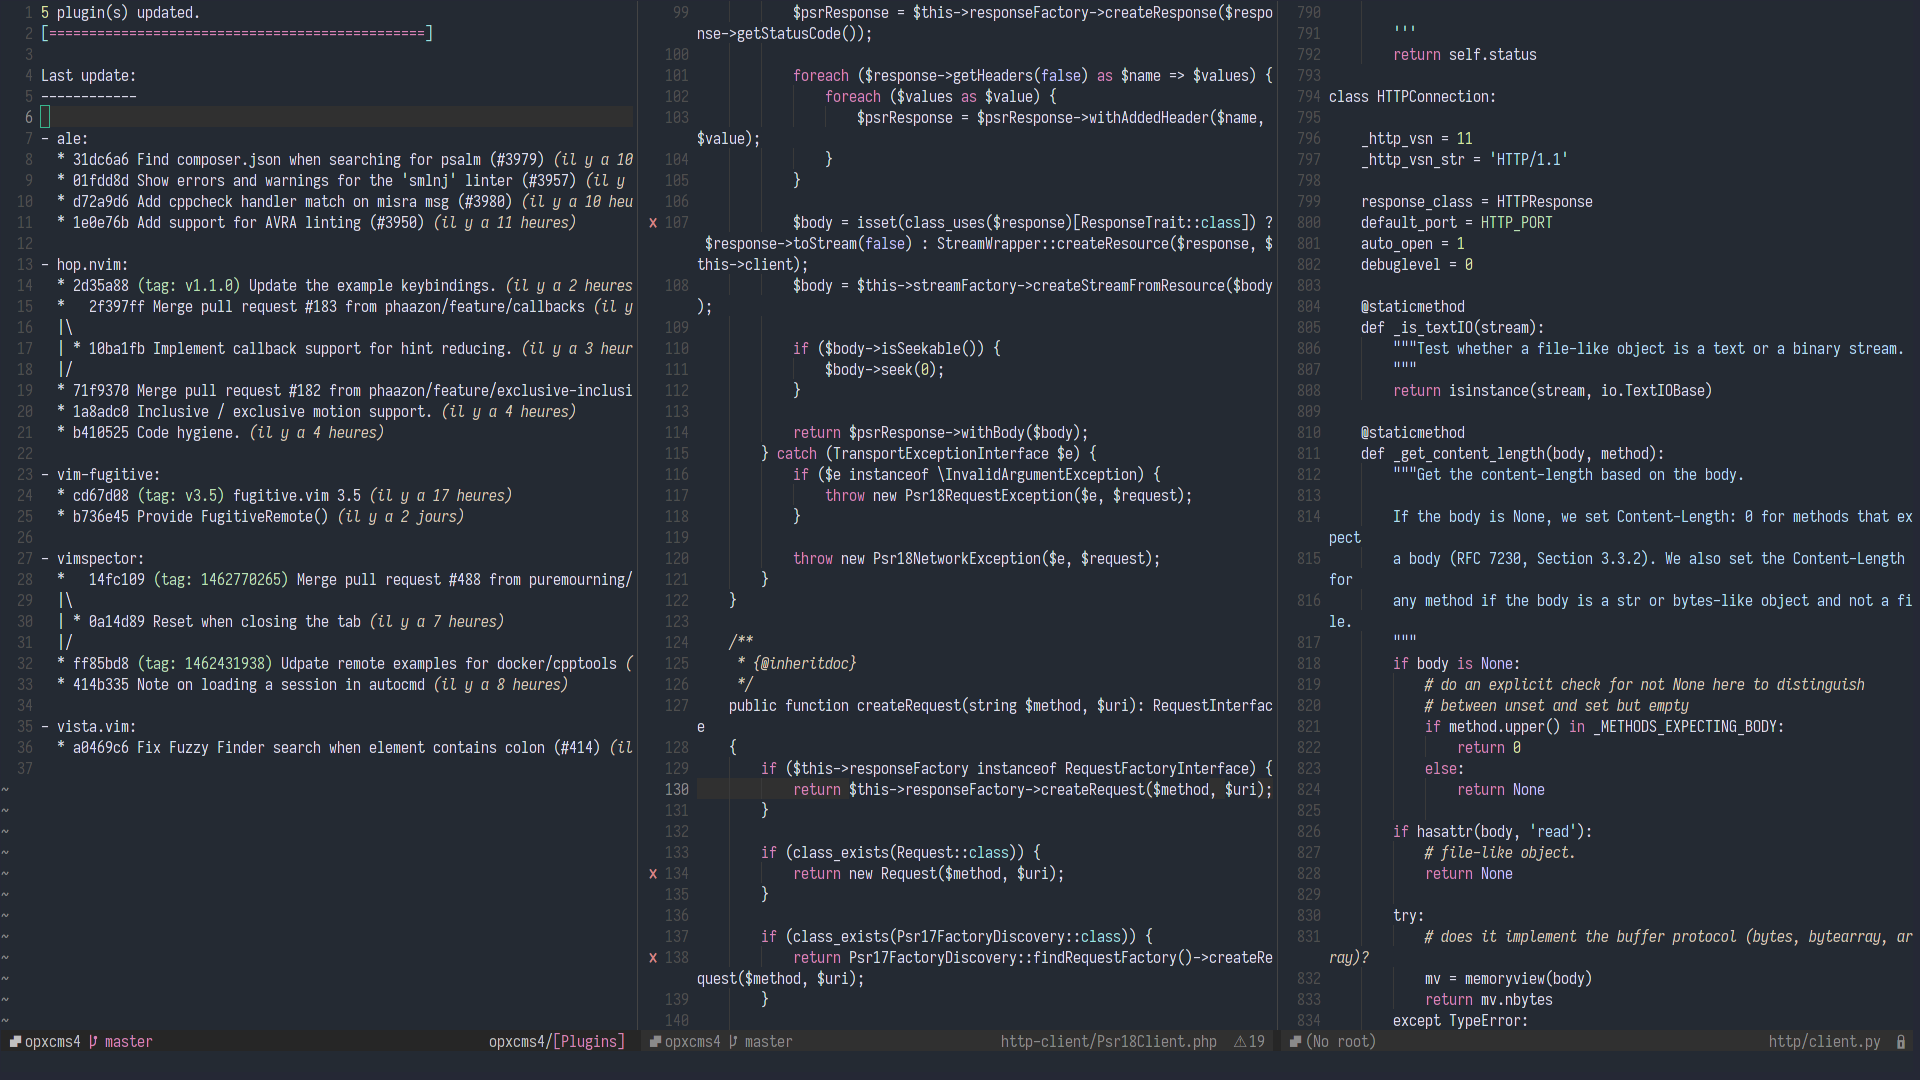 1 5 plugin(s) updated.
2 [===============================================]
3
4 Last update:
5 ------------
6
7 - ale:
8   * 31dc6a6 Find composer.json when searching for psalm (#3979) (il y a 10
9   * 01fdd8d Show errors and warnings for the 'smlnj' linter (#3957) (il y
10   * d72a9d6 Add cppcheck handler match on misra msg (#3980) (il y a 10 heu
11   * 1e0e76b Add support for AVRA linting (#3950) (il y a 11 heures)
12
13 - hop.nvim:
14   * 2d35a88 (tag: v1.1.0) Update the example keybindings. (il y a 2 heures
15   *   2f397ff Merge pull request #183 from phaazon/feature/callbacks (il y
16   |\
17   | * 10ba1fb Implement callback support for hint reducing. (il y a 3 heur
18   |/
19   * 71f9370 Merge pull request #182 from phaazon/feature/exclusive-inclusi
20   * 1a8adc0 Inclusive / exclusive motion support. (il y a 4 heures)
21   * b410525 Code hygiene. (il y a 4 heures)
22
23 - vim-fugitive:
24   * cd67d08 (tag: v3.5) fugitive.vim 3.5 (il y a 17 heures)
25   * b736e45 Provide FugitiveRemote() (il y a 2 jours)
26
27 - vimspector:
28   *   14fc109 (tag: 1462770265) Merge pull request #488 from puremourning/
29   |\
30   | * 0a14d89 Reset when closing the tab (il y a 7 heures)
31   |/
32   * ff85bd8 (tag: 1462431938) Udpate remote examples for docker/cpptools (
33   * 414b335 Note on loading a session in autocmd (il y a 8 heures)
34
35 - vista.vim:
36   * a0469c6 Fix Fuzzy Finder search when element contains colon (#414) (il
37
~
~
~
~
~
~
~
~
~
~
~
~
opxcms4 master opxcms4/[Plugins]
99             $psrResponse = $this->responseFactory->createResponse($respo
nse->getStatusCode());
100
101             foreach ($response->getHeaders(false) as $name => $values) {
102                 foreach ($values as $value) {
103                     $psrResponse = $psrResponse->withAddedHeader($name,
$value);
104                 }
105             }
106
x 107             $body = isset(class_uses($response)[ResponseTrait::class]) ?
 $response->toStream(false) : StreamWrapper::createResource($response, $
this->client);
108             $body = $this->streamFactory->createStreamFromResource($body
);
109
110             if ($body->isSeekable()) {
111                 $body->seek(0);
112             }
113
114             return $psrResponse->withBody($body);
115         } catch (TransportExceptionInterface $e) {
116             if ($e instanceof \InvalidArgumentException) {
117                 throw new Psr18RequestException($e, $request);
118             }
119
120             throw new Psr18NetworkException($e, $request);
121         }
122     }
123
124     /**
125      * {@inheritdoc}
126      */
127     public function createRequest(string $method, $uri): RequestInterfac
e
128     {
129         if ($this->responseFactory instanceof RequestFactoryInterface) {
130             return $this->responseFactory->createRequest($method, $uri);
131         }
132
133         if (class_exists(Request::class)) {
x 134             return new Request($method, $uri);
135         }
136
137         if (class_exists(Psr17FactoryDiscovery::class)) {
x 138             return Psr17FactoryDiscovery::findRequestFactory()->createRe
quest($method, $uri);
139         }
140
opxcms4 master http-client/Psr18Client.php ⚠19
790
791         '''
792         return self.status
793
794 class HTTPConnection:
795
796     _http_vsn = 11
797     _http_vsn_str = 'HTTP/1.1'
798
799     response_class = HTTPResponse
800     default_port = HTTP_PORT
801     auto_open = 1
802     debuglevel = 0
803
804     @staticmethod
805     def _is_textIO(stream):
806         """Test whether a file-like object is a text or a binary stream.
807         """
808         return isinstance(stream, io.TextIOBase)
809
810     @staticmethod
811     def _get_content_length(body, method):
812         """Get the content-length based on the body.
813
814         If the body is None, we set Content-Length: 0 for methods that ex
pect
815         a body (RFC 7230, Section 3.3.2). We also set the Content-Length
for
816         any method if the body is a str or bytes-like object and not a fi
le.
817         """
818         if body is None:
819             # do an explicit check for not None here to distinguish
820             # between unset and set but empty
821             if method.upper() in _METHODS_EXPECTING_BODY:
822                 return 0
823             else:
824                 return None
825
826         if hasattr(body, 'read'):
827             # file-like object.
828             return None
829
830         try:
831             # does it implement the buffer protocol (bytes, bytearray, ar
ray)?
832             mv = memoryview(body)
833             return mv.nbytes
834         except TypeError:
(No root) http/client.py